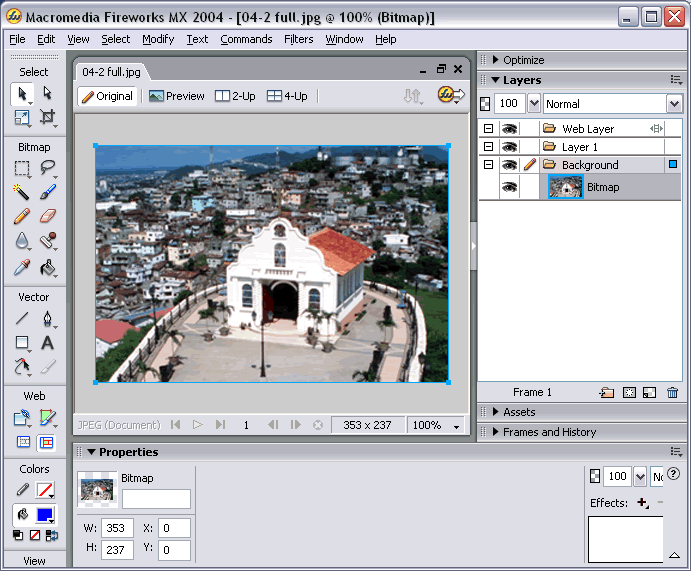 Macromedia Fireworks MX 2004 - [04-2 full.jpg @ 100% (Bitmap)]
File Edit View Select Modify Text Commands Filters Window Help
Select
Bitmap
Vector
Web
Colors
View
04-2 full.jpg
Original Preview 2-Up 4-Up
JPEG (Document) 1 353 x 237 100%
Optimize
Layers
100 Normal
Web Layer
Layer 1
Background
Bitmap
Frame 1
Assets
Frames and History
Properties
Bitmap
W: 353 X: 0
H: 237 Y: 0
100 No
Effects: